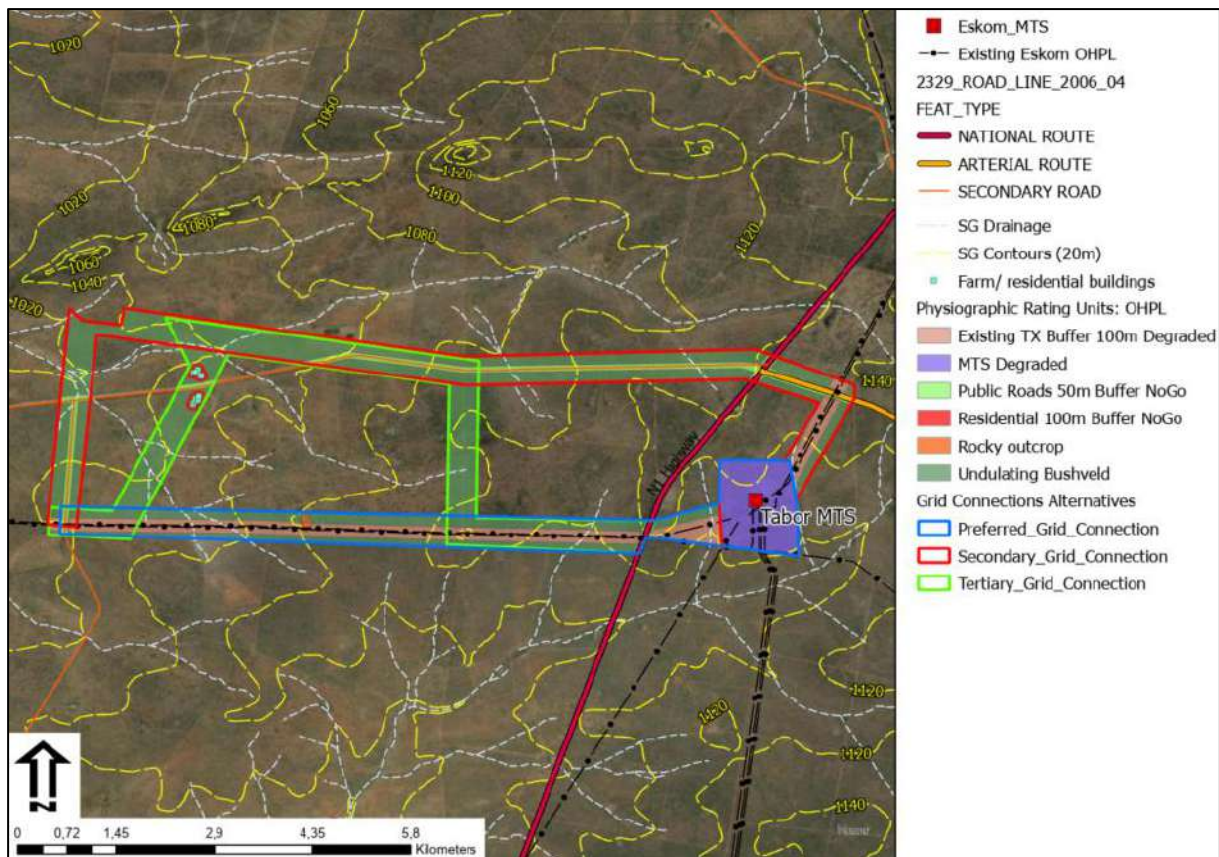 1020
1060
1120
1100
1020
1080
1080
1120
1060
1040
1020
1140
N1 Highway
Tabor MTS
1120
1120
1120
1140
N
0 0,72 1,45 2,9 4,35 5,8
Kilometers
Eskom_MTS
Existing Eskom OHPL
2329_ROAD_LINE_2006_04
FEAT_TYPE
NATIONAL ROUTE
ARTERIAL ROUTE
SECONDARY ROAD
SG Drainage
SG Contours (20m)
Farm/ residential buildings
Physiographic Rating Units: OHPL
Existing TX Buffer 100m Degraded
MTS Degraded
Public Roads 50m Buffer NoGo
Residential 100m Buffer NoGo
Rocky outcrop
Undulating Bushveld
Grid Connections Alternatives
Preferred_Grid_Connection
Secondary_Grid_Connection
Tertiary_Grid_Connection